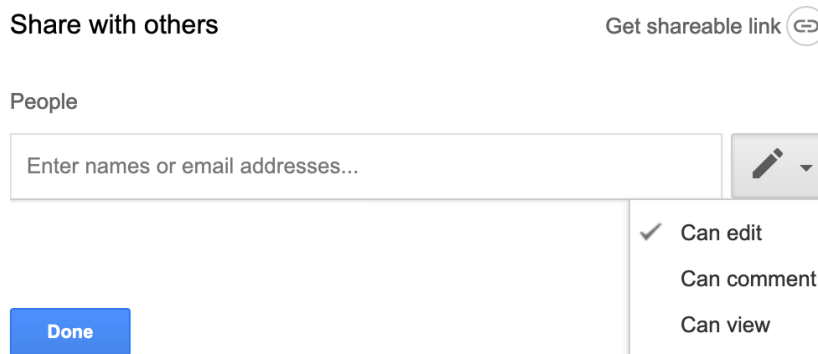 Share with others
Get shareable link
People
Enter names or email addresses...
Can edit
Can comment
Can view
Done